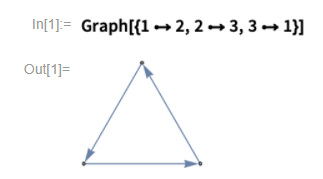 In[1]:= Graph[{1 ↔ 2, 2 ↔ 3, 3 ↔ 1}]
Out[1]=